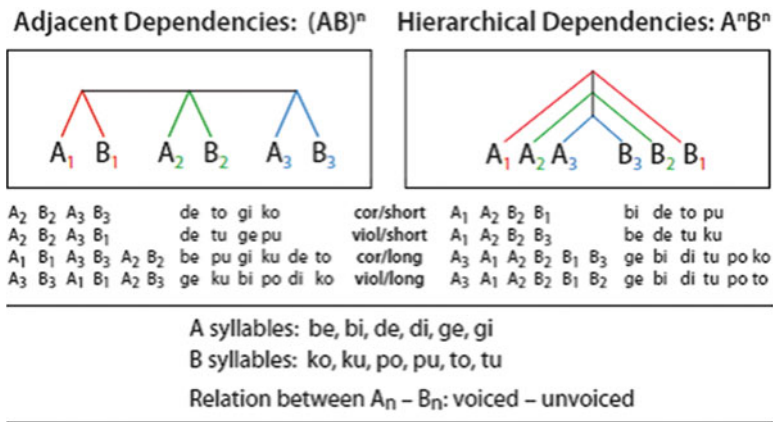 Adjacent Dependencies: (AB)ⁿ Hierarchical Dependencies: AⁿBⁿ
A₁ B₁ A₂ B₂ A₃ B₃ A₁ A₂ A₃ B₃ B₂ B₁
A₂ B₂ A₃ B₃ de to gi ko cor/short A₁ A₂ B₂ B₁ bi de to pu
A₂ B₂ A₃ B₁ de tu ge pu viol/short A₁ A₂ B₂ B₃ be de tu ku
A₁ B₁ A₃ B₃ A₂ B₂ be pu gi ku de to cor/long A₃ A₁ A₂ B₂ B₁ B₃ ge bi di tu po ko
A₃ B₃ A₁ B₁ A₂ B₃ ge ku bi po di ko viol/long A₃ A₁ A₂ B₂ B₁ B₂ ge bi di tu po to
A syllables: be, bi, de, di, ge, gi
B syllables: ko, ku, po, pu, to, tu
Relation between Aₙ – Bₙ: voiced – unvoiced